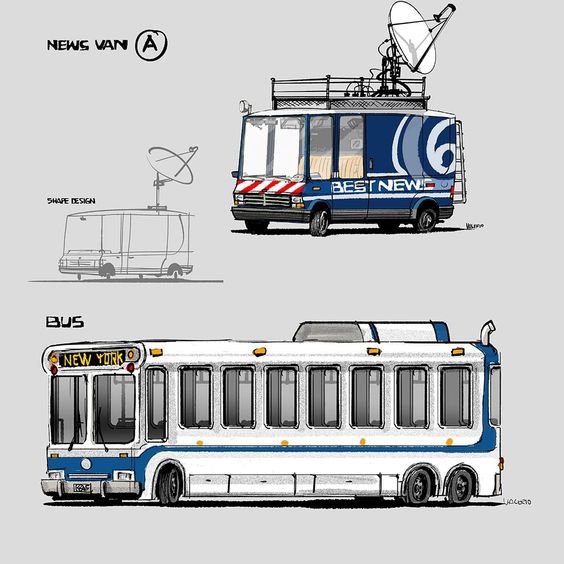 NEWS VAN A
6
BEST NEWS
SHAPE DESIGN
BUS
NEW YORK